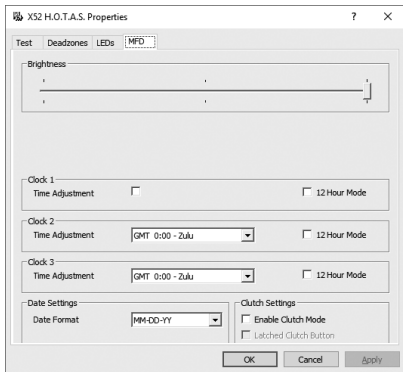 X52 H.O.T.A.S. Properties
Test Deadzones LEDs MFD
Brightness
Clock 1
Time Adjustment 12 Hour Mode
Clock 2
Time Adjustment GMT 0:00 - Zulu 12 Hour Mode
Clock 3
Time Adjustment GMT 0:00 - Zulu 12 Hour Mode
Date Settings Clutch Settings
Date Format MM-DD-YY Enable Clutch Mode
Latched Clutch Button
OK Cancel Apply